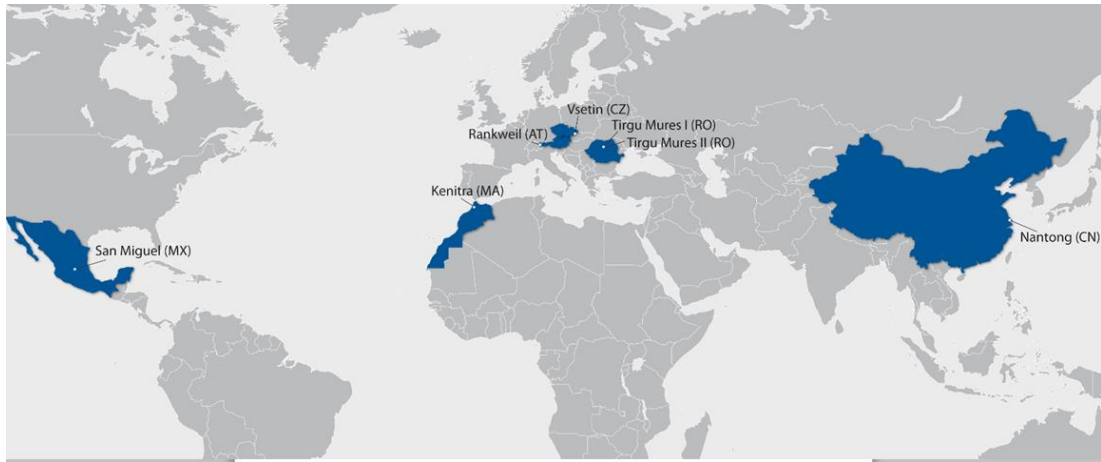 Vsetin (CZ)
Tirgu Mures I (RO)
Rankweil (AT)
Tirgu Mures II (RO)
Kenitra (MA)
Nantong (CN)
San Miguel (MX)